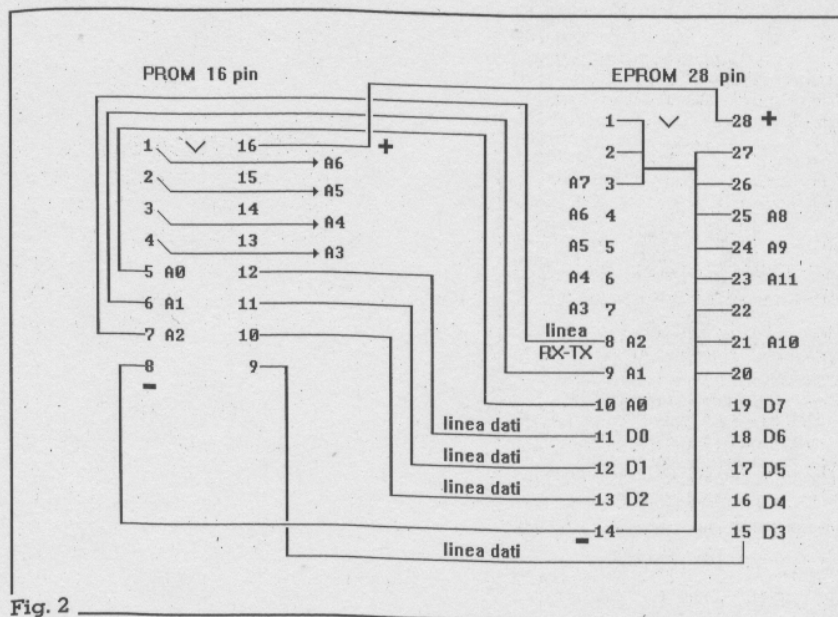 PROM 16 pin
1 16 +
A6
2 15
A5
3 14
A4
4 13
A3
5 A0 12
6 A1 11
7 A2 10
8 9
-
EPROM 28 pin
1 28 +
2 27
A7 3 26
A6 4 25 A8
A5 5 24 A9
A4 6 23 A11
A3 7 22
linea
RX-TX
8 A2 21 A10
9 A1 20
10 A0 19 D7
linea dati 11 D0 18 D6
linea dati 12 D1 17 D5
linea dati 13 D2 16 D4
14 15 D3
-
linea dati
Fig. 2